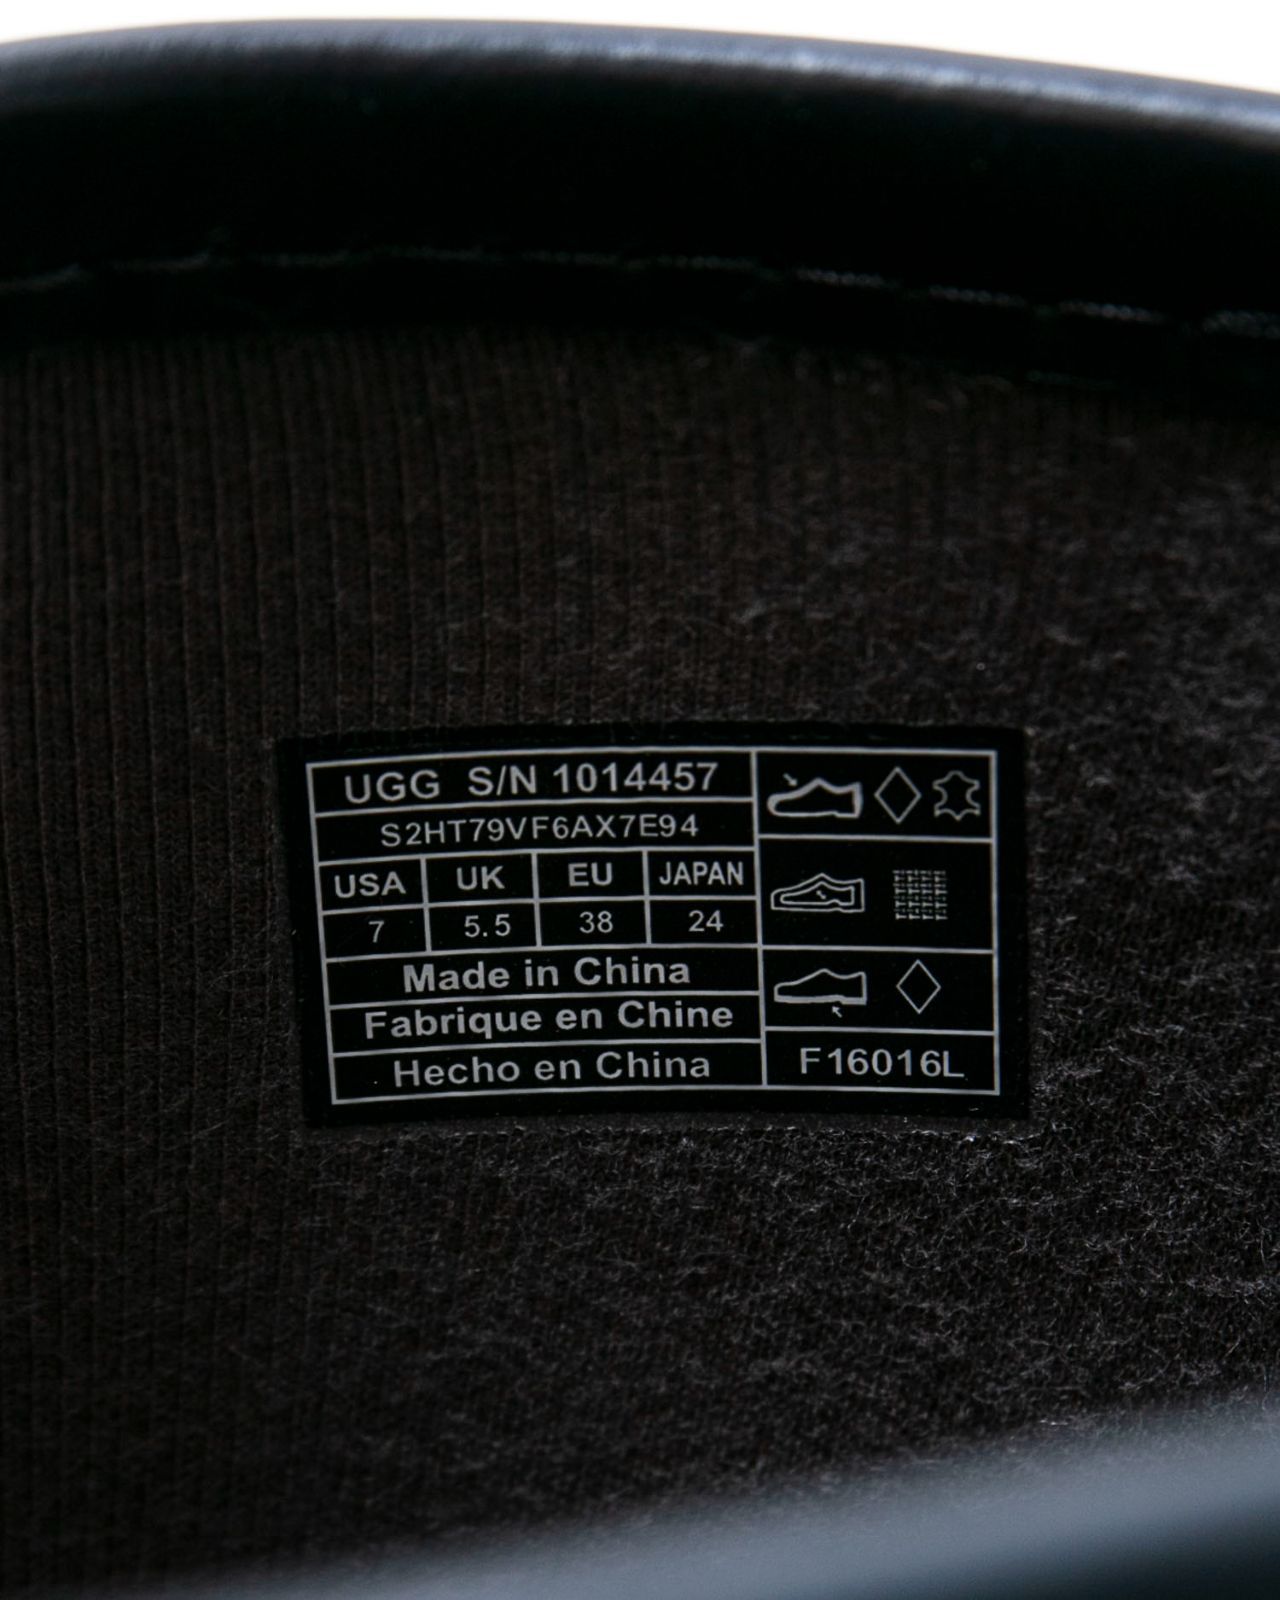 UGG S/N 1014457
S2HT79VF6AX7E94
USA UK EU JAPAN
7 5.5 38 24
Made in China
Fabrique en Chine
Hecho en China
F16016L